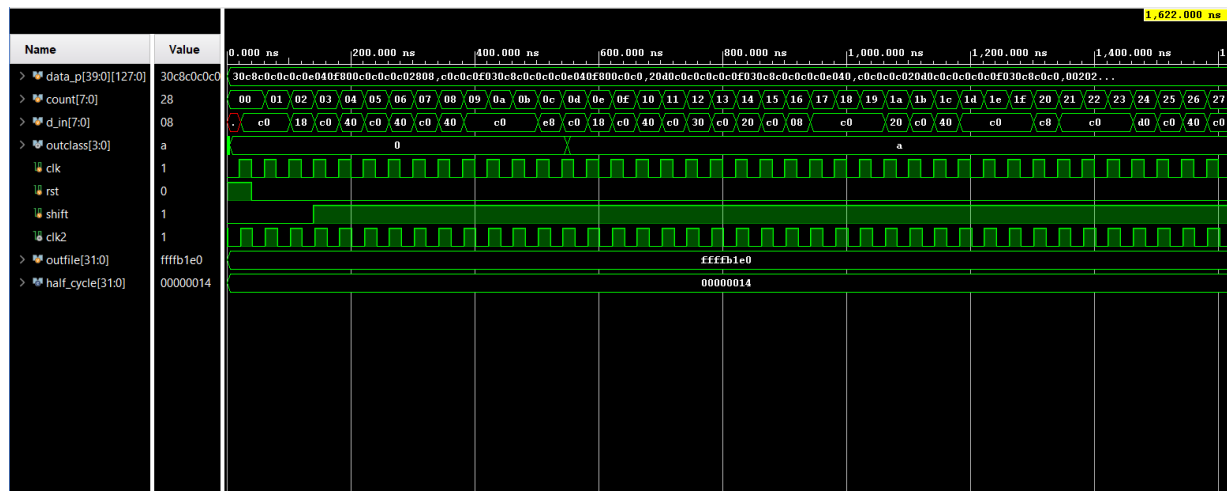 1,622.000 ns
Name Value 0.000 ns 200.000 ns 400.000 ns 600.000 ns 800.000 ns 1,000.000 ns 1,200.000 ns 1,400.000 ns
data_p[39:0][127:0] 30c8c0c0c0 30c8c0c0c0c0e040f800c0c0c0c02808,c0c0c0f030c8c0c0c0c0e040f800c0c0,20d0c0c0c0c0c0f030c8c0c0c0c0e040,c0c0c0c02040c0c0c0c0c0f030c8c0c0,00202...
count[7:0] 28 00 01 02 03 04 05 06 07 08 09 0a 0b 0c 0d 0e 0f 10 11 12 13 14 15 16 17 18 19 1a 1b 1c 1d 1e 1f 20 21 22 23 24 25 26 27
d_in[7:0] 08 . c0 18 c0 40 c0 40 c0 40 c0 e8 c0 18 c0 40 c0 30 c0 20 c0 08 c0 20 c0 40 c0 c8 c0 d0 c0 40 c0
outclass[3:0] a 0 a
clk 1
rst 0
shift 1
clk2 1
outfile[31:0] ffffb1e0 ffffb1e0
half_cycle[31:0] 00000014 00000014